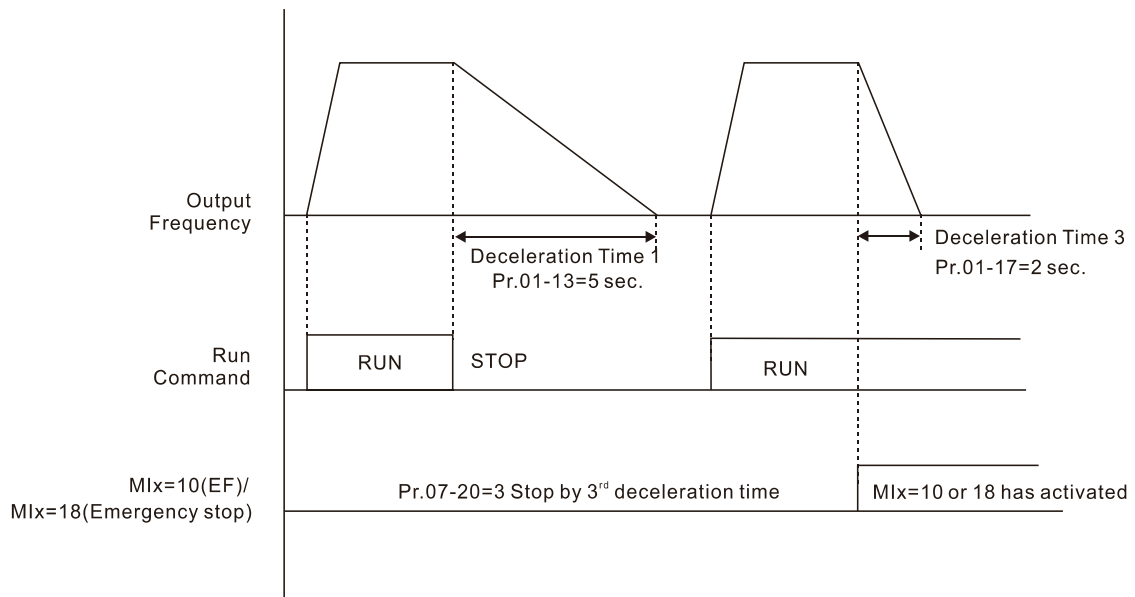 Output
Frequency
Deceleration Time 1
Pr.01-13=5 sec.
Deceleration Time 3
Pr.01-17=2 sec.
Run
Command
RUN
STOP
RUN
MIx=10(EF)/
MIx=18(Emergency stop)
Pr.07-20=3 Stop by 3rd deceleration time
MIx=10 or 18 has activated